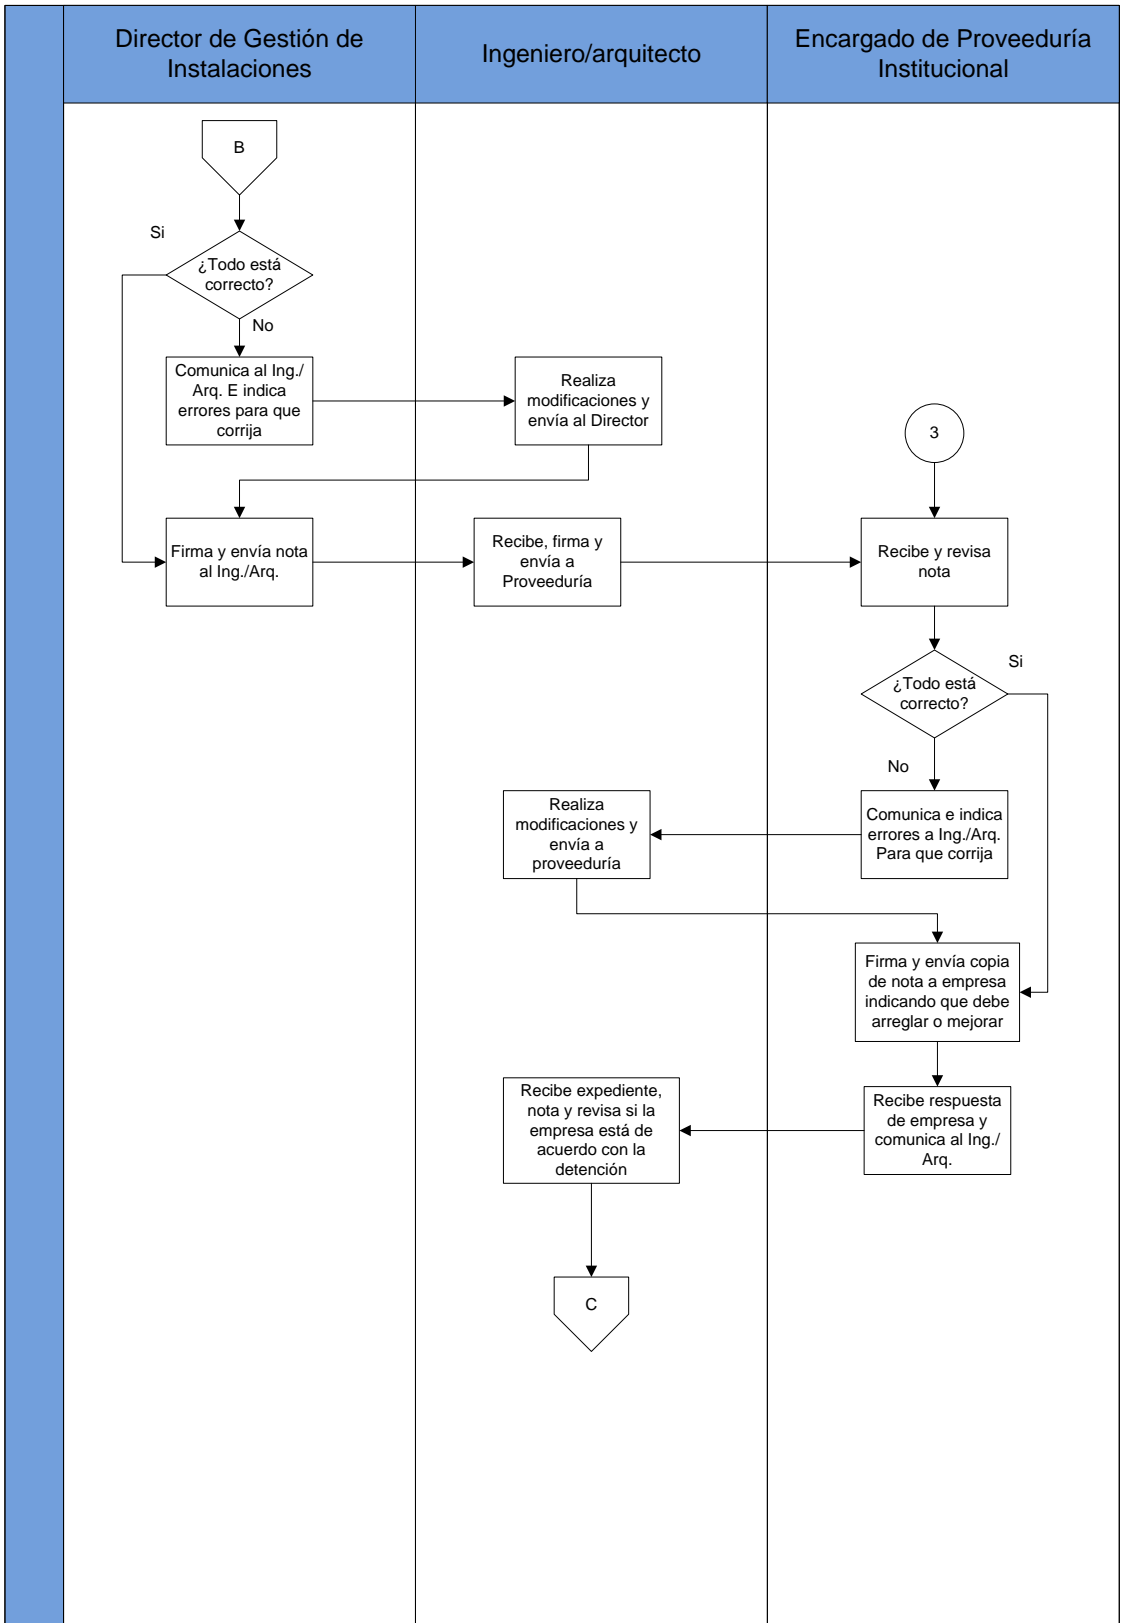 Director de Gestión de
Instalaciones
Ingeniero/arquitecto
Encargado de Proveeduría
Institucional
B
Si
¿Todo está
correcto?
No
Comunica al Ing./
Arq. E indica
errores para que
corrija
Realiza
modificaciones y
envía al Director
3
Firma y envía nota
al Ing./Arq.
Recibe, firma y
envía a
Proveeduría
Recibe y revisa
nota
Si
¿Todo está
correcto?
No
Comunica e indica
errores a Ing./Arq.
Para que corrija
Realiza
modificaciones y
envía a
proveeduría
Firma y envía copia
de nota a empresa
indicando que debe
arreglar o mejorar
Recibe respuesta
de empresa y
comunica al Ing./
Arq.
Recibe expediente,
nota y revisa si la
empresa está de
acuerdo con la
detención
C